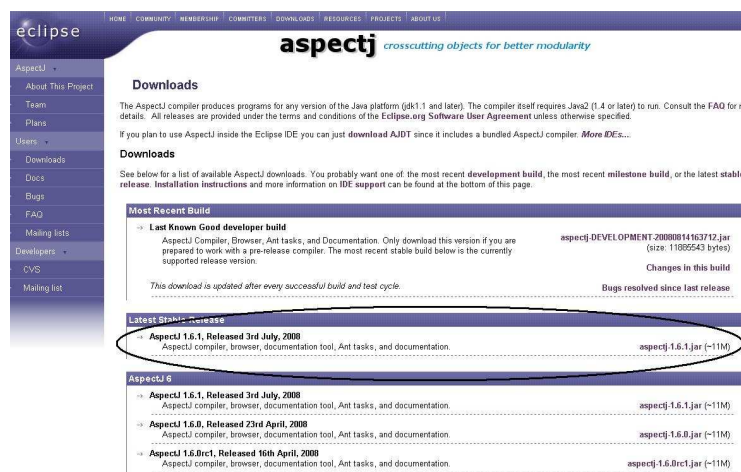 HOME COMMUNITY MEMBERSHIP COMMITTERS DOWNLOADS RESOURCES PROJECTS ABOUT US
eclipse
aspectj crosscutting objects for better modularity
AspectJ
About This Project
Team
Plans
Users
Downloads
Docs
Bugs
FAQ
Mailing lists
Developers
CVS
Mailing list
Downloads
The AspectJ compiler produces programs for any version of the Java platform (jdk1.1 and later). The compiler itself requires Java2 (1.4 or later) to run. Consult the FAQ for
details. All releases are provided under the terms and conditions of the Eclipse.org Software User Agreement unless otherwise specified.
If you plan to use AspectJ inside the Eclipse IDE you can just download AJDT since it includes a bundled AspectJ compiler. More IDEs...
Downloads
See below for a list of available AspectJ downloads. You probably want one of: the most recent development build, the most recent milestone build, or the latest stable
release. Installation instructions and more information on IDE support can be found at the bottom of this page.
Most Recent Build
Last Known Good developer build
AspectJ Compiler, Browser, Ant tasks, and Documentation. Only download this version if you are
prepared to work with a pre-release compiler. The most recent stable build below is the currently
supported release version.
This download is updated after every successful build and test cycle.
aspectj-DEVELOPMENT-20080814163712.jar
(size: 11885543 bytes)
Changes in this build
Bugs resolved since last release
Latest Stable Release
AspectJ 1.6.1, Released 3rd July, 2008
AspectJ compiler, browser, documentation tool, Ant tasks, and documentation. aspectj-1.6.1.jar (~11M)
AspectJ 6
AspectJ 1.6.1, Released 3rd July, 2008
AspectJ compiler, browser, documentation tool, Ant tasks, and documentation. aspectj-1.6.1.jar (~11M)
AspectJ 1.6.0, Released 23rd April, 2008
AspectJ compiler, browser, documentation tool, Ant tasks, and documentation. aspectj-1.6.0.jar (~11M)
AspectJ 1.6.0rc1, Released 16th April, 2008
AspectJ compiler, browser, documentation tool, Ant tasks, and documentation. aspectj-1.6.0rc1.jar (~11M)